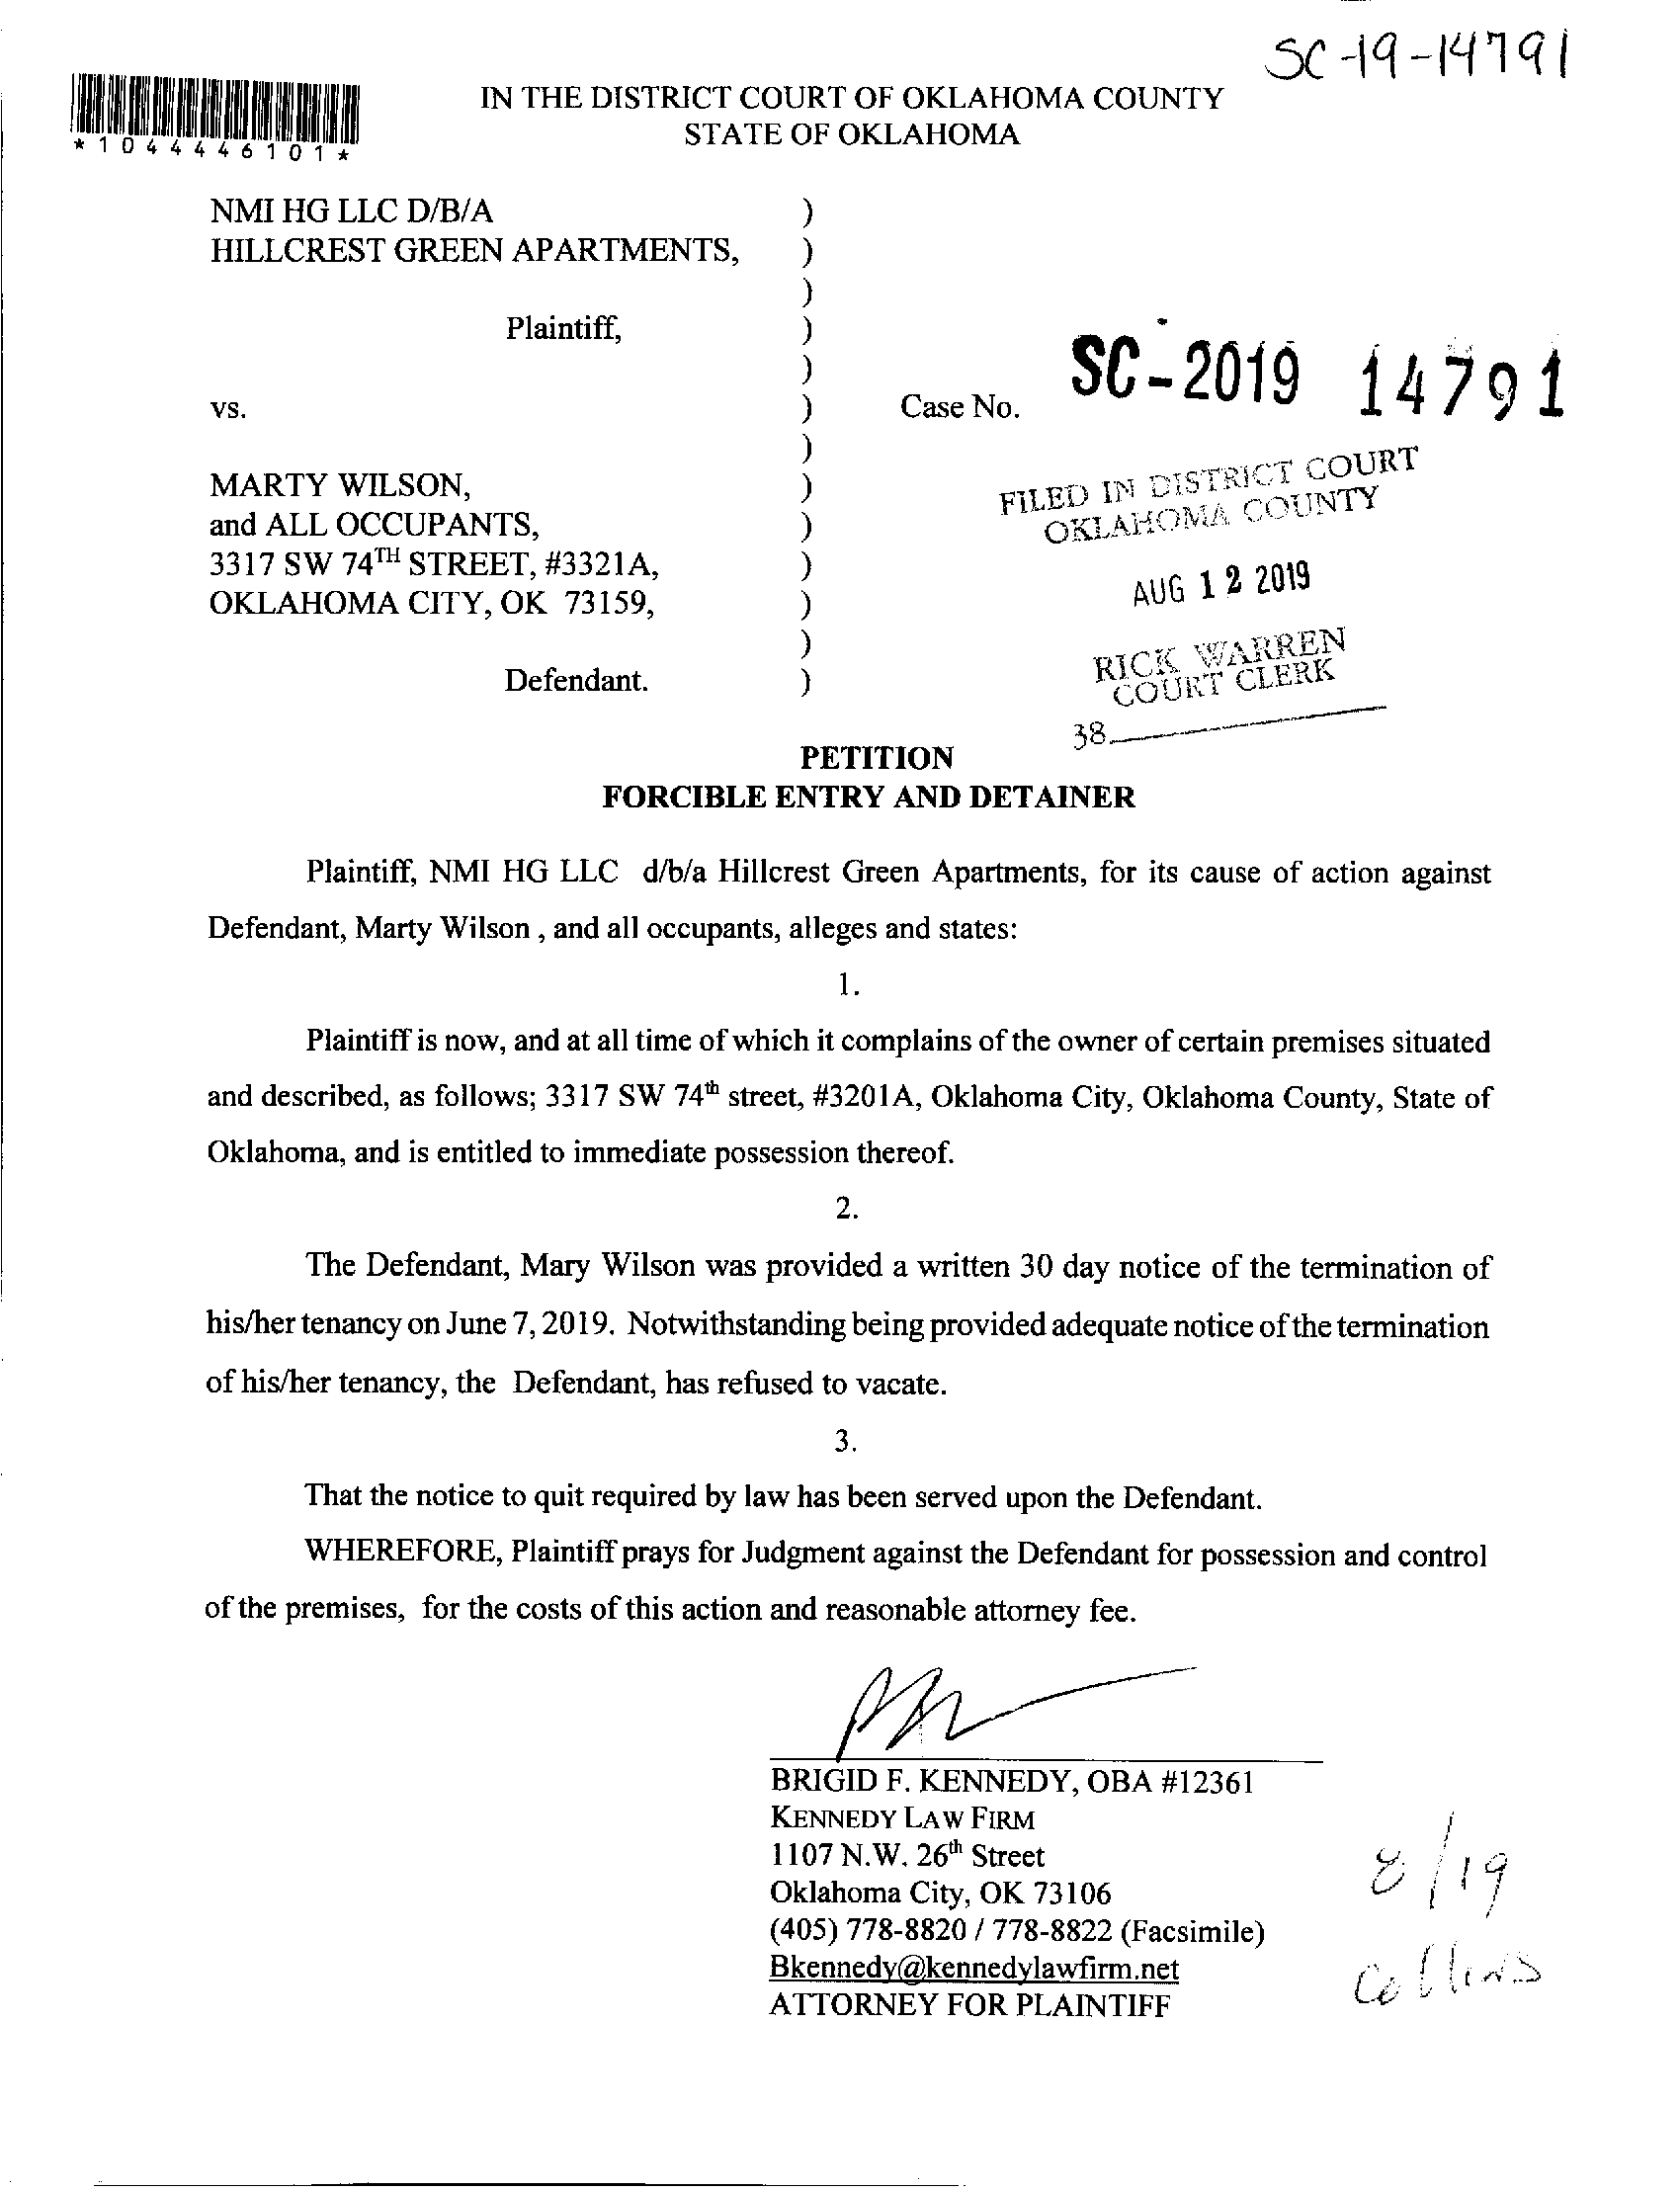 SC-19-14791
*1044446101*
IN THE DISTRICT COURT OF OKLAHOMA COUNTY
STATE OF OKLAHOMA
NMI HG LLC D/B/A )
HILLCREST GREEN APARTMENTS, )
)
Plaintiff, )
)
vs. ) Case No. SC-2019 14791
)
MARTY WILSON, )
and ALL OCCUPANTS, )
3317 SW 74TH STREET, #3321A, )
OKLAHOMA CITY, OK 73159, )
)
Defendant. )
FILED IN DISTRICT COURT
OKLAHOMA COUNTY
AUG 12 2019
RICK WARREN
COURT CLERK
38
PETITION
FORCIBLE ENTRY AND DETAINER
Plaintiff, NMI HG LLC d/b/a Hillcrest Green Apartments, for its cause of action against
Defendant, Marty Wilson , and all occupants, alleges and states:
1.
Plaintiff is now, and at all time of which it complains of the owner of certain premises situated
and described, as follows; 3317 SW 74th street, #3201A, Oklahoma City, Oklahoma County, State of
Oklahoma, and is entitled to immediate possession thereof.
2.
The Defendant, Mary Wilson was provided a written 30 day notice of the termination of
his/her tenancy on June 7, 2019. Notwithstanding being provided adequate notice of the termination
of his/her tenancy, the Defendant, has refused to vacate.
3.
That the notice to quit required by law has been served upon the Defendant.
WHEREFORE, Plaintiff prays for Judgment against the Defendant for possession and control
of the premises, for the costs of this action and reasonable attorney fee.
BRIGID F. KENNEDY, OBA #12361
KENNEDY LAW FIRM
1107 N.W. 26th Street
Oklahoma City, OK 73106
(405) 778-8820 / 778-8822 (Facsimile)
Bkennedy@kennedylawfirm.net
ATTORNEY FOR PLAINTIFF
8/19
Collins